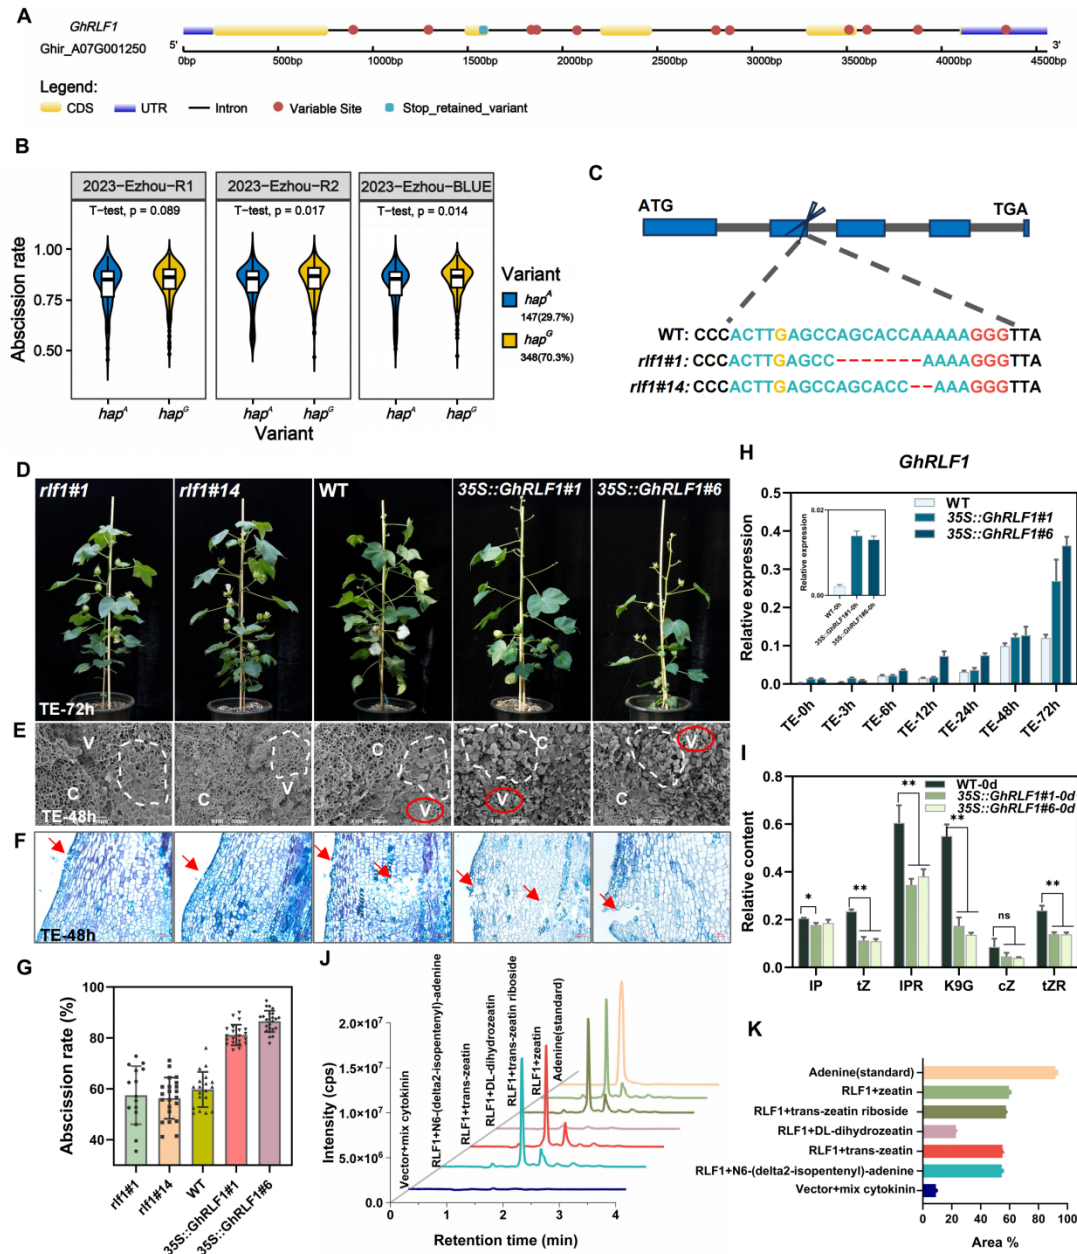 A
GhRLF1
Ghir_A07G001250
5'
3'
0bp 500bp 1000bp 1500bp 2000bp 2500bp 3000bp 3500bp 4000bp 4500bp
Legend:
CDS UTR Intron Variable Site Stop_retained_variant
B
2023-Ezhou-R1 2023-Ezhou-R2 2023-Ezhou-BLUE
T-test, p = 0.089 T-test, p = 0.017 T-test, p = 0.014
Abscission rate
1.00
0.75
0.50
hapA hapG hapA hapG hapA hapG
Variant
Variant
hapA
147(29.7%)
hapG
348(70.3%)
C
ATG
TGA
WT: CCCACTTGAGCCAGCACCAAAAAGGGTTA
rlf1#1: CCCACTTGAGCC---------AAAAGGGTTA
rlf1#14: CCCACTTGAGCCAGCACC--AAAGGGTTA
D
rlf1#1 rlf1#14 WT 35S::GhRLF1#1 35S::GhRLF1#6
TE-72h
E
V C C V C V C V V C
TE-48h
F
TE-48h
G
Abscission rate (%)
100
80
60
40
rlf1#1 rlf1#14 WT 35S::GhRLF1#1 35S::GhRLF1#6
H
GhRLF1
Relative expression
0.5
0.4
0.3
0.2
0.1
0.0
WT
35S::GhRLF1#1
35S::GhRLF1#6
Relative expression
0.02
0.00
WT-0h 35S::GhRLF1#1-0h 35S::GhRLF1#6-0h
TE-0h TE-3h TE-6h TE-12h TE-24h TE-48h TE-72h
I
Relative content
0.8
0.6
0.4
0.2
0.0
WT-0d
35S::GhRLF1#1-0d
35S::GhRLF1#6-0d
* ** ** ** ns **
IP tZ IPR K9G cZ tZR
J
Intensity (cps)
2.0×10⁷
1.5×10⁷
1.0×10⁷
5.0×10⁶
0.0
Vector+mix cytokinin
RLF1+N6-(delta2-isopentenyl)-adenine
RLF1+trans-zeatin
RLF1+DL-dihydrozeatin
RLF1+trans-zeatin riboside
RLF1+zeatin
Adenine(standard)
0 1 2 3 4
Retention time (min)
K
Adenine(standard)
RLF1+zeatin
RLF1+trans-zeatin riboside
RLF1+DL-dihydrozeatin
RLF1+trans-zeatin
RLF1+N6-(delta2-isopentenyl)-adenine
Vector+mix cytokinin
0 20 40 60 80 100
Area %